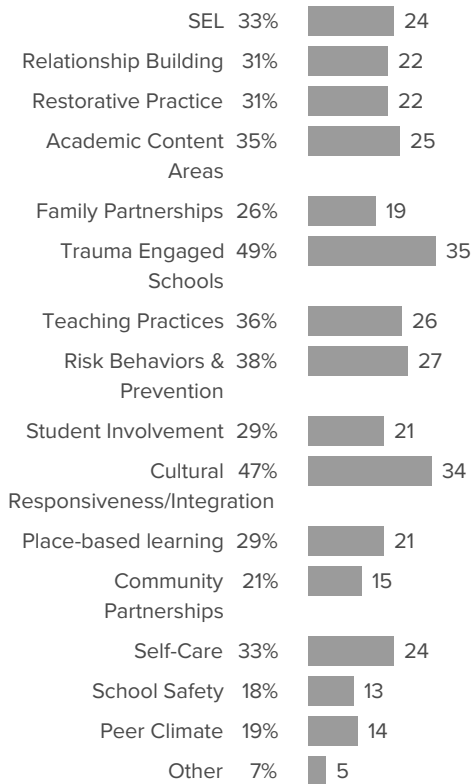 SEL 33% 24
Relationship Building 31% 22
Restorative Practice 31% 22
Academic Content 35% 25
Areas
Family Partnerships 26% 19
Trauma Engaged 49% 35
Schools
Teaching Practices 36% 26
Risk Behaviors & 38% 27
Prevention
Student Involvement 29% 21
Cultural 47% 34
Responsiveness/Integration
Place-based learning 29% 21
Community 21% 15
Partnerships
Self-Care 33% 24
School Safety 18% 13
Peer Climate 19% 14
Other 7% 5